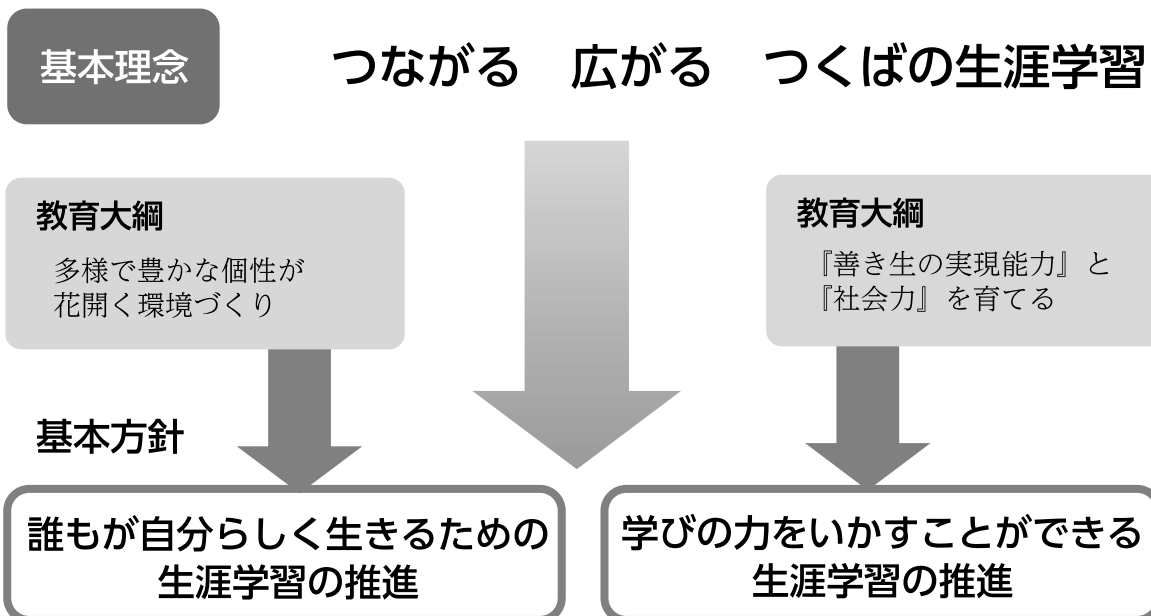 基本理念
つながる 広がる つくばの生涯学習
教育大綱
多様で豊かな個性が
花開く環境づくり
教育大綱
『善き生の実現能力』と
『社会力』を育てる
基本方針
誰もが自分らしく生きるための
生涯学習の推進
学びの力をいかすことができる
生涯学習の推進